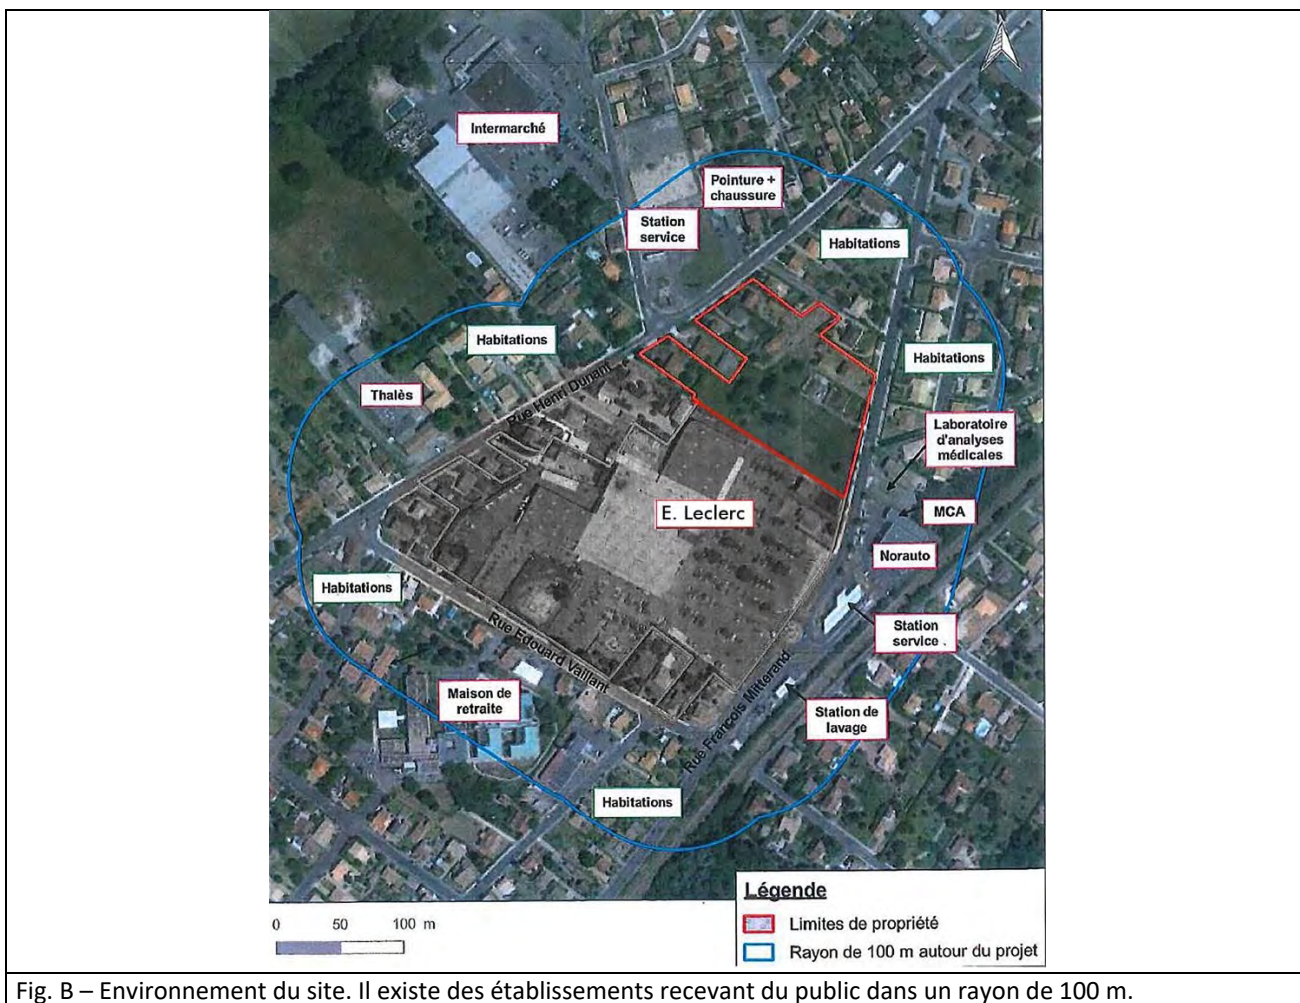 Intermarché
Pointure +
chaussure
Station
service
Habitations
Habitations
Habitations
Thalès
Rue Henri Dunant
Laboratoire
d'analyses
médicales
E. Leclerc
MCA
Norauto
Habitations
Station
service .
Rue Edouard Vaillant
Rue François Mitterand
Maison de
retraite
Station de
lavage
Habitations
Légende
0 50 100 m
Limites de propriété
Rayon de 100 m autour du projet
Fig. B – Environnement du site. Il existe des établissements recevant du public dans un rayon de 100 m.